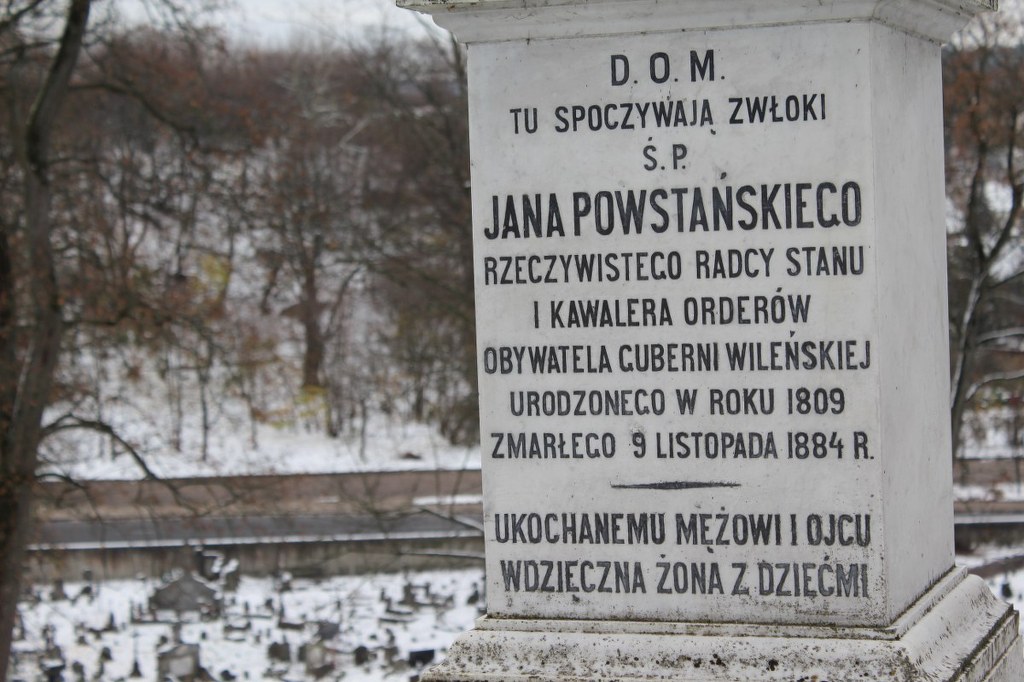 D. O. M.
TU SPOCZYWAJĄ ZWŁOKI
Ś. P.
JANA POWSTAŃSKIEGO
RZECZYWISTEGO RADCY STANU
I KAWALERA ORDERÓW
OBYWATELA GUBERNI WILEŃSKIEJ
URODZONEGO W ROKU 1809
ZMARŁEGO 9 LISTOPADA 1884 R.
UKOCHANEMU MĘŻOWI I OJCU
WDZIĘCZNA ŻONA Z DZIEĆMI